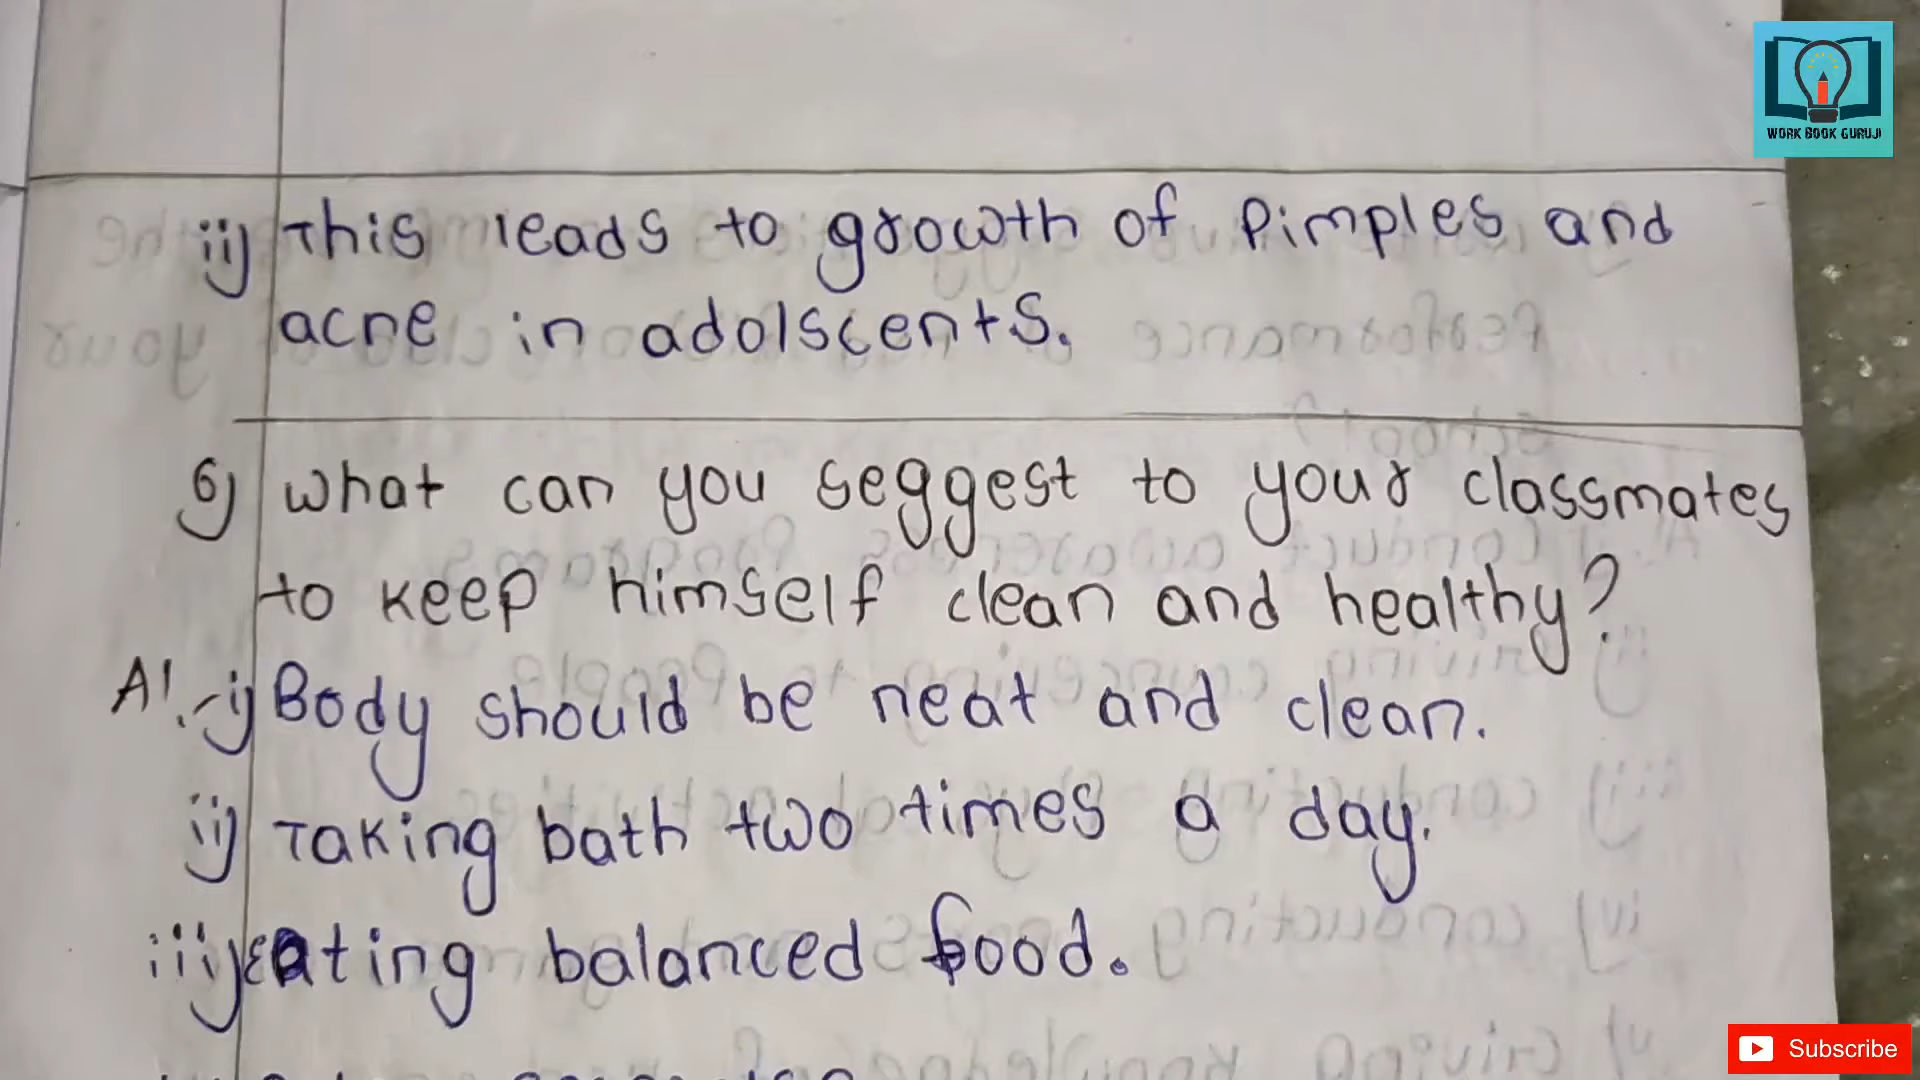 WORK BOOK GURUJI
ii) This leads to growth of Pimples and
acne in adolscents.
6) what can you seggest to your classmates
to keep himself clean and healthy?
A! - i) Body should be neat and clean.
ii) Taking bath two times a day.
iii) eating balanced food.
Subscribe